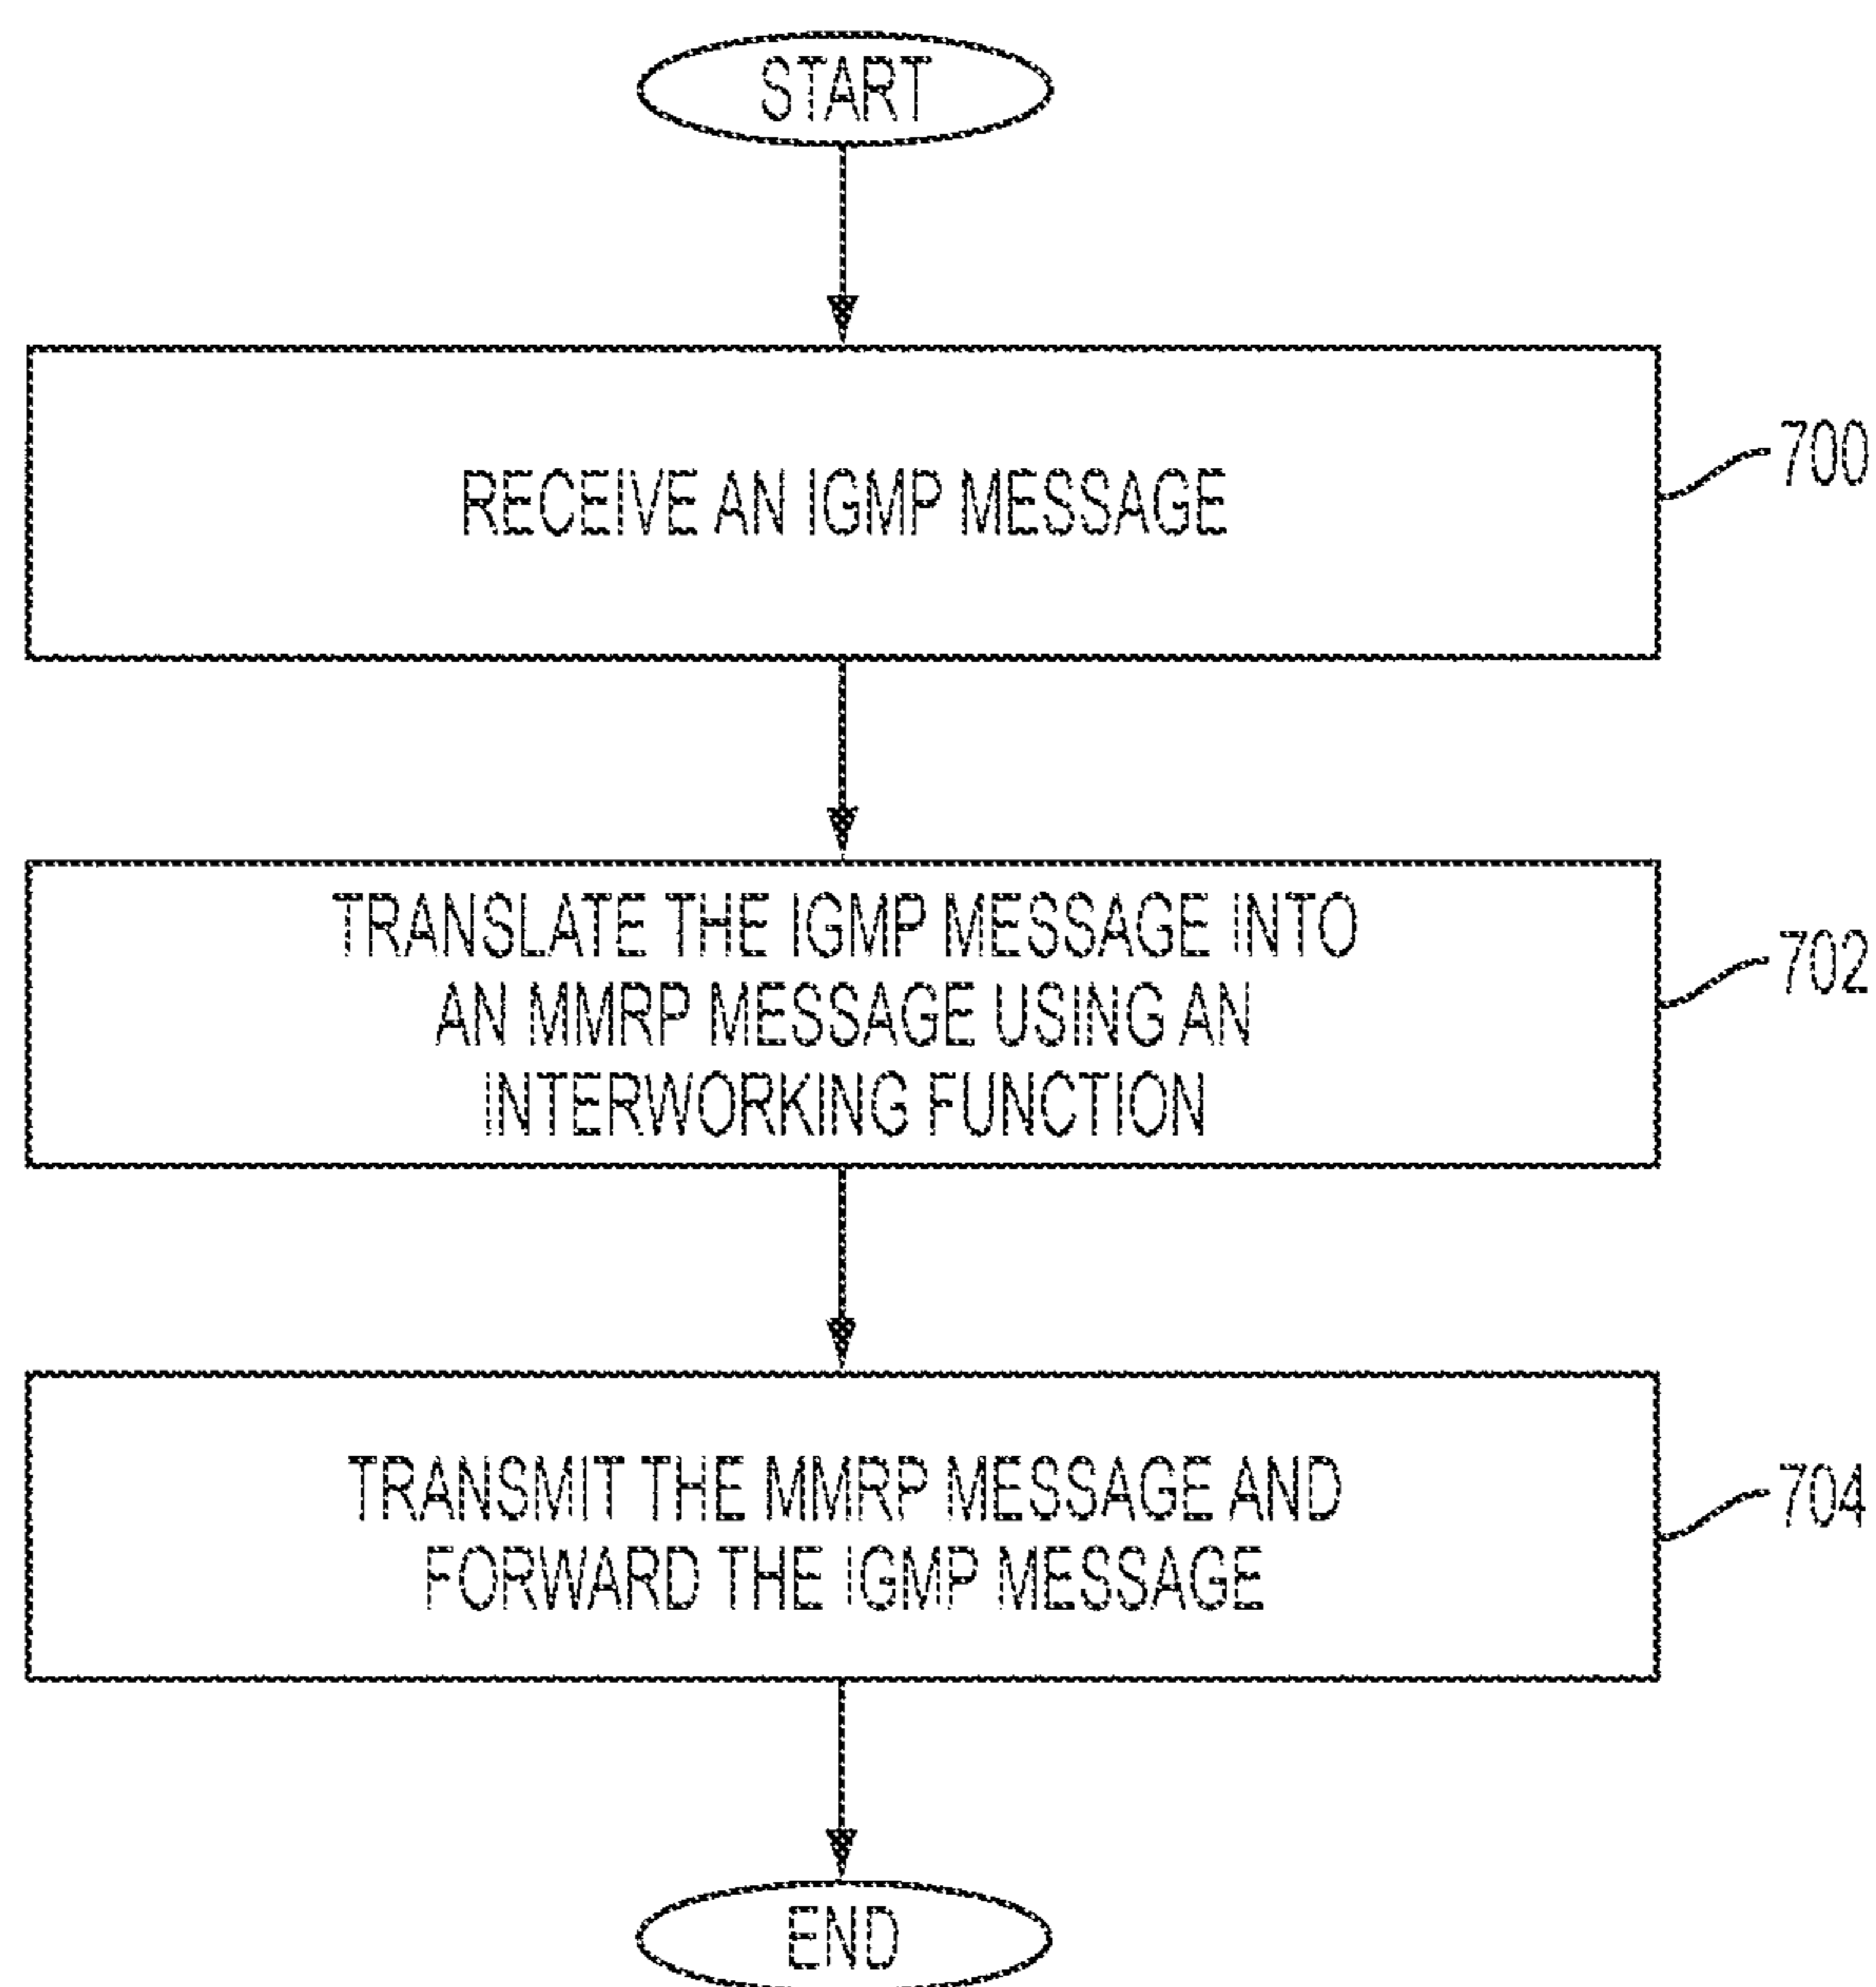 START
RECEIVE AN IGMP MESSAGE
700
TRANSLATE THE IGMP MESSAGE INTO
AN MMRP MESSAGE USING AN
INTERWORKING FUNCTION
702
TRANSMIT THE MMRP MESSAGE AND
FORWARD THE IGMP MESSAGE
704
END